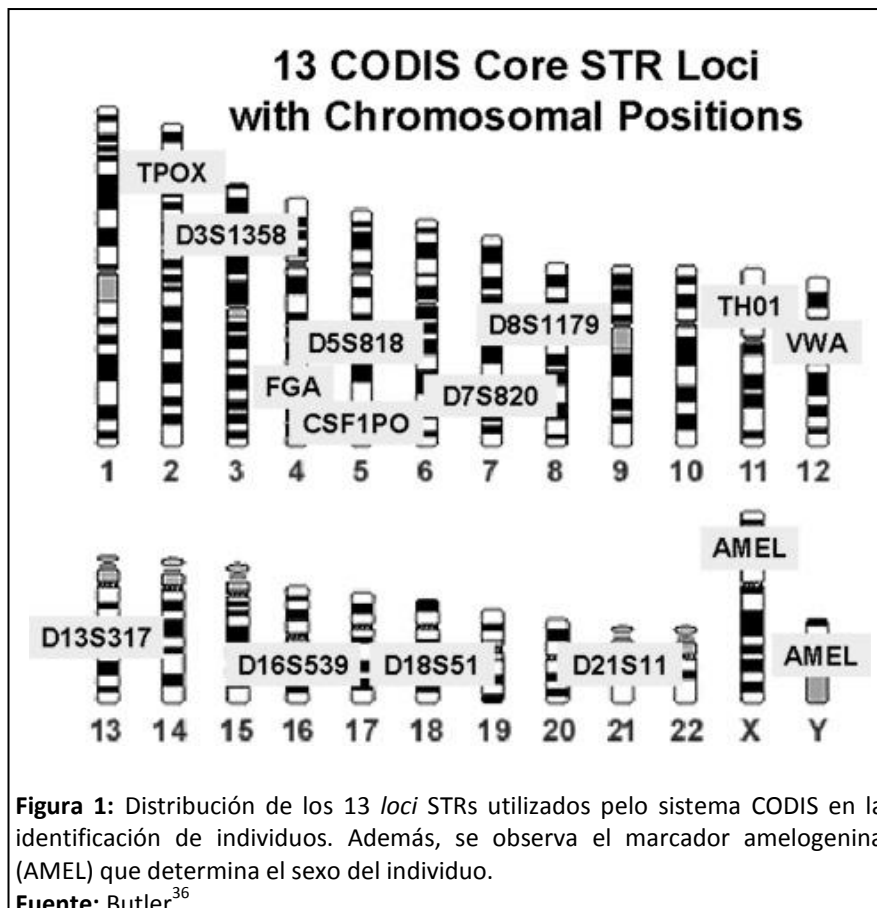 13 CODIS Core STR Loci
with Chromosomal Positions
TPOX
D3S1358
TH01
D8S1179
D5S818
VWA
FGA
D7S820
CSF1PO
1 2 3 4 5 6 7 8 9 10 11 12
AMEL
D13S317
D16S539
D18S51
D21S11
AMEL
13 14 15 16 17 18 19 20 21 22 X Y
Figura 1: Distribución de los 13 loci STRs utilizados pelo sistema CODIS en la
identificación de individuos. Además, se observa el marcador amelogenina
(AMEL) que determina el sexo del individuo.
Fuente: Butler36